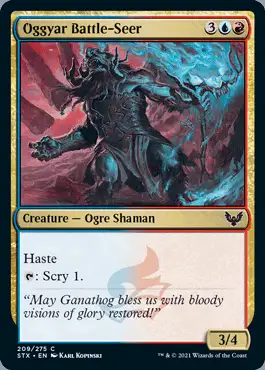 Oggyar Battle-Seer 3
Creature — Ogre Shaman
Haste
: Scry 1.
“May Ganathog bless us with bloody
visions of glory restored!”
3/4
209/275 C
STX • EN KARL KOPINSKI
™ & © 2021 Wizards of the Coast